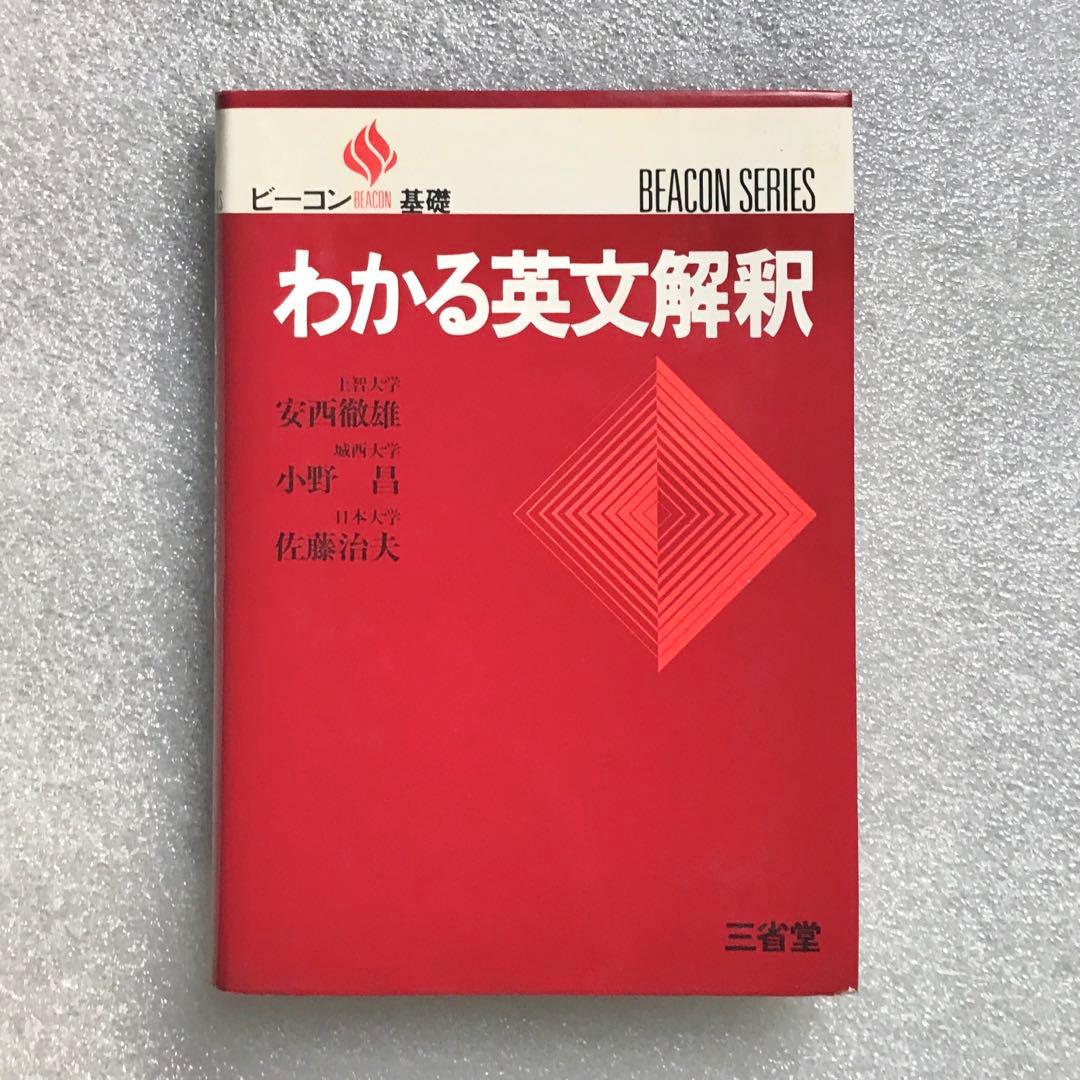 ビーコン BEACON 基礎
BEACON SERIES
わかる英文解釈
上智大学
安西徹雄
城西大学
小野 昌
日本大学
佐藤治夫
三省堂